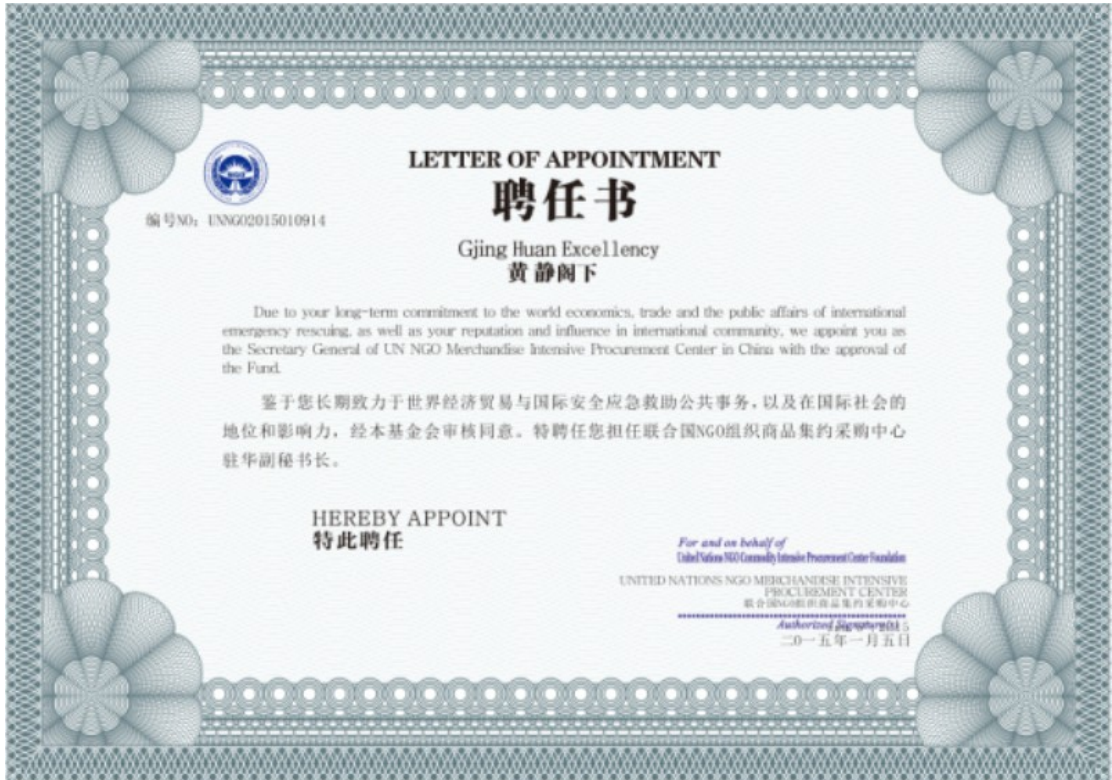 LETTER OF APPOINTMENT
聘任书
编号NO：UNNGO2015010914
Gjing Huan Excellency
黄 静阁下
Due to your long-term commitment to the world economics, trade and the public affairs of international
emergency rescuing, as well as your reputation and influence in international community, we appoint you as
the Secretary General of UN NGO Merchandise Intensive Procurement Center in China with the approval of
the Fund.
鉴于您长期致力于世界经济贸易与国际安全应急救助公共事务，以及在国际社会的
地位和影响力，经本基金会审核同意。特聘任您担任联合国NGO组织商品集约采购中心
驻华副秘书长。
HEREBY APPOINT
特此聘任
For and on behalf of
United Nations NGO Commodity Intensive Procurement Center Foundation
UNITED NATIONS NGO MERCHANDISE INTENSIVE
PROCUREMENT CENTER
联合国NGO组织商品集约采购中心
Authorized Signature(s)
二0一五年一月五日